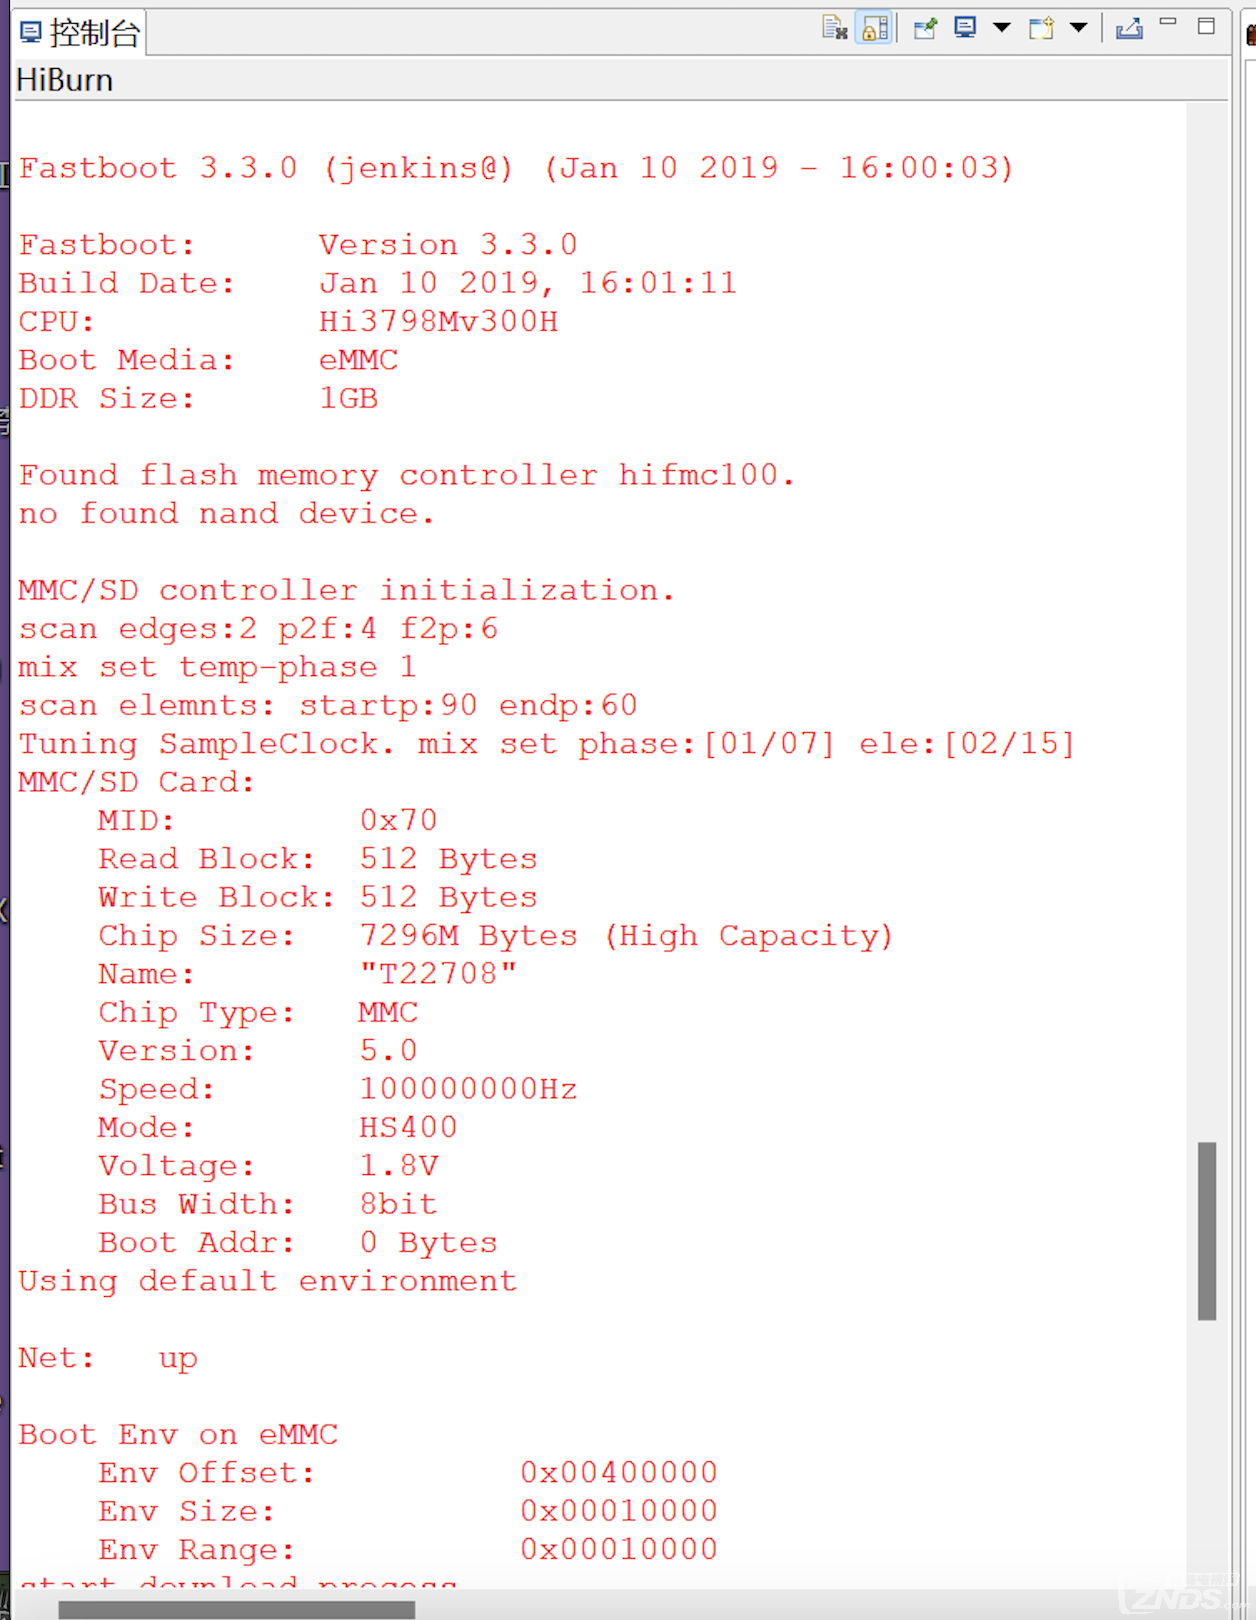 控制台
HiBurn
Fastboot 3.3.0 (jenkins@) (Jan 10 2019 - 16:00:03)
Fastboot: Version 3.3.0
Build Date: Jan 10 2019, 16:01:11
CPU: Hi3798Mv300H
Boot Media: eMMC
DDR Size: 1GB
Found flash memory controller hifmc100.
no found nand device.
MMC/SD controller initialization.
scan edges:2 p2f:4 f2p:6
mix set temp-phase 1
scan elemnts: startp:90 endp:60
Tuning SampleClock. mix set phase:[01/07] ele:[02/15]
MMC/SD Card:
MID: 0x70
Read Block: 512 Bytes
Write Block: 512 Bytes
Chip Size: 7296M Bytes (High Capacity)
Name: "T22708"
Chip Type: MMC
Version: 5.0
Speed: 100000000Hz
Mode: HS400
Voltage: 1.8V
Bus Width: 8bit
Boot Addr: 0 Bytes
Using default environment
Net: up
Boot Env on eMMC
Env Offset: 0x00400000
Env Size: 0x00010000
Env Range: 0x00010000
start download process
ZNDS